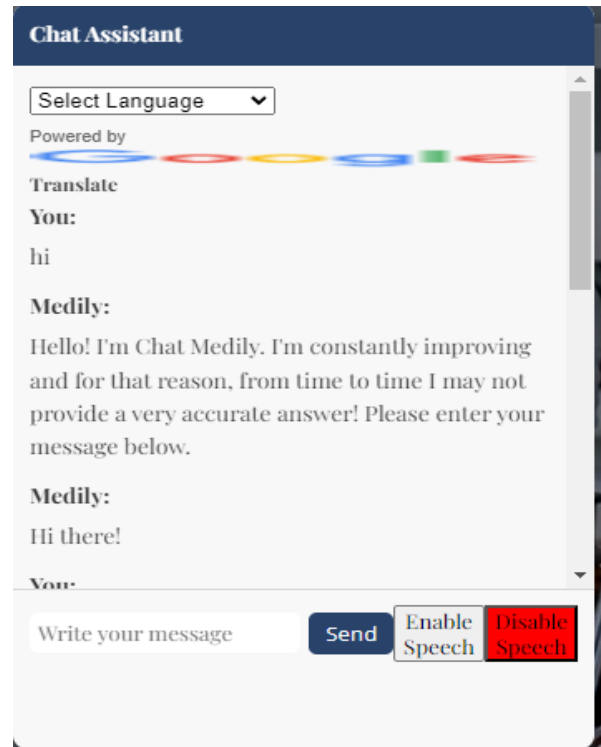 Chat Assistant
Select Language
Powered by
Google
Translate
You:
hi
Medily:
Hello! I'm Chat Medily. I'm constantly improving
and for that reason, from time to time I may not
provide a very accurate answer! Please enter your
message below.
Medily:
Hi there!
You:
Write your message
Send
Enable
Speech
Disable
Speech